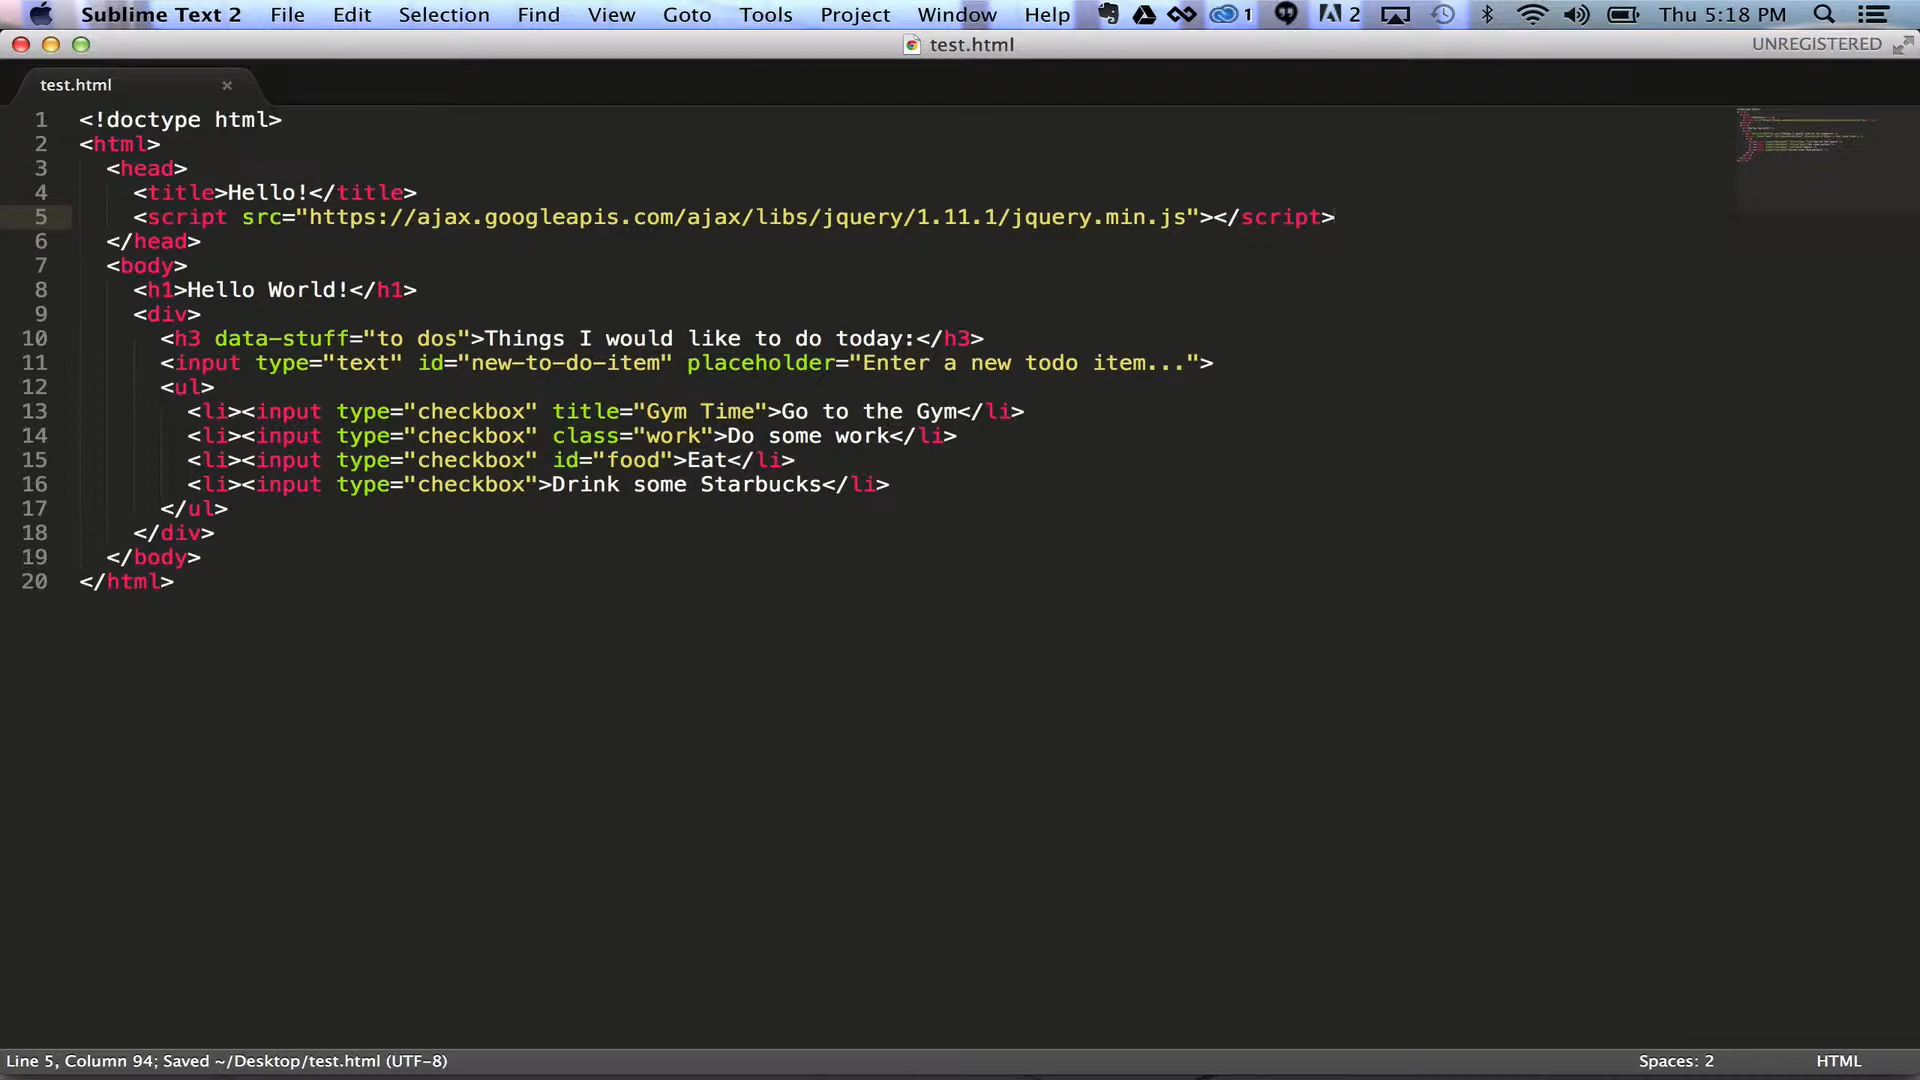 Sublime Text 2 File Edit Selection Find View Goto Tools Project Window Help 1 2 Thu 5:18 PM
test.html UNREGISTERED
test.html ×
1 <!doctype html>
2 <html>
3 <head>
4 <title>Hello!</title>
5 <script src="https://ajax.googleapis.com/ajax/libs/jquery/1.11.1/jquery.min.js"></script>
6 </head>
7 <body>
8 <h1>Hello World!</h1>
9 <div>
10 <h3 data-stuff="to dos">Things I would like to do today:</h3>
11 <input type="text" id="new-to-do-item" placeholder="Enter a new todo item...">
12 <ul>
13 <li><input type="checkbox" title="Gym Time">Go to the Gym</li>
14 <li><input type="checkbox" class="work">Do some work</li>
15 <li><input type="checkbox" id="food">Eat</li>
16 <li><input type="checkbox">Drink some Starbucks</li>
17 </ul>
18 </div>
19 </body>
20 </html>
Line 5, Column 94; Saved ~/Desktop/test.html (UTF-8) Spaces: 2 HTML